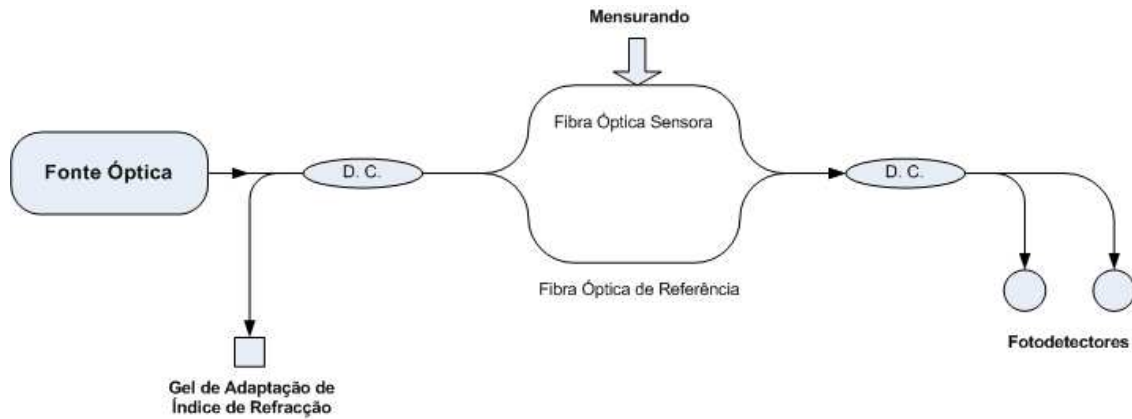 Mensurando
Fibra Óptica Sensora
Fonte Óptica
D. C.
D. C.
Fibra Óptica de Referência
Fotodetectores
Gel de Adaptação de
Índice de Refracção